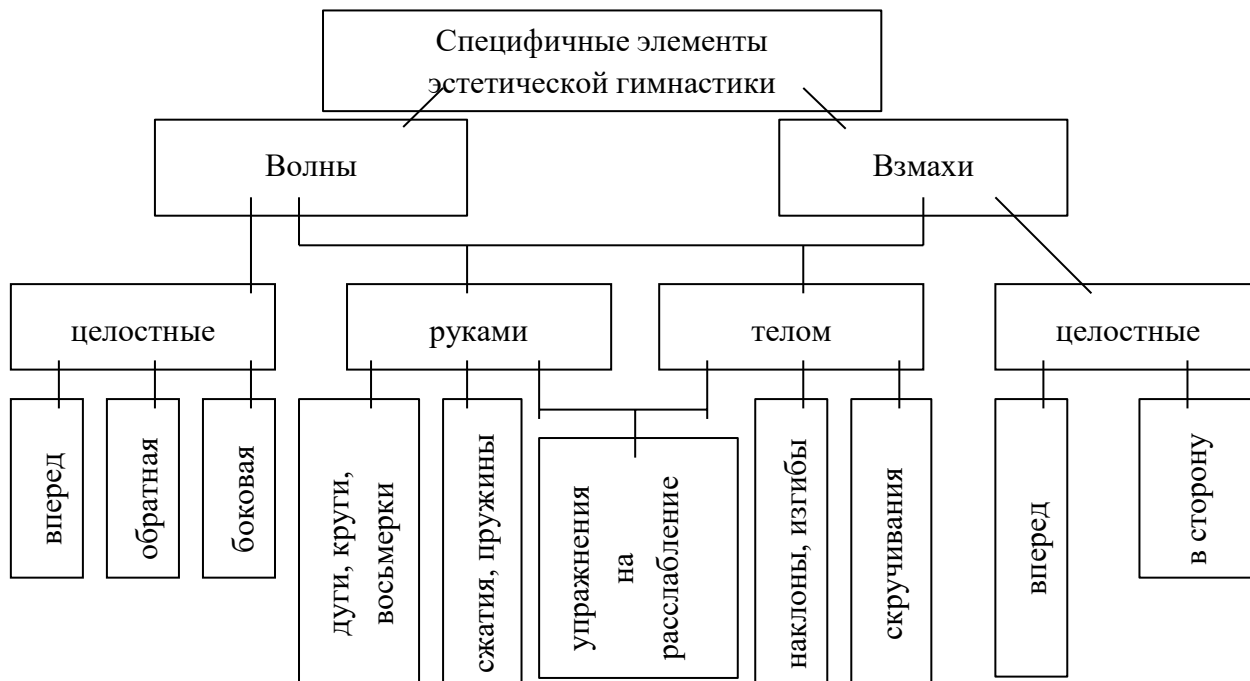 Специфичные элементы
эстетической гимнастики
Волны
Взмахи
целостные
руками
телом
целостные
вперед
обратная
боковая
дуги, круги,
восьмерки
сжатия, пружины
упражнения
на
расслабление
наклоны, изгибы
скручивания
вперед
в сторону